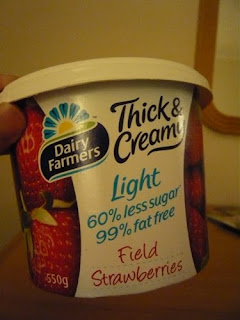 Dairy
Farmers
Thick &
Creamy
Light
60% less sugar*
99% fat free
Field
Strawberries
550g